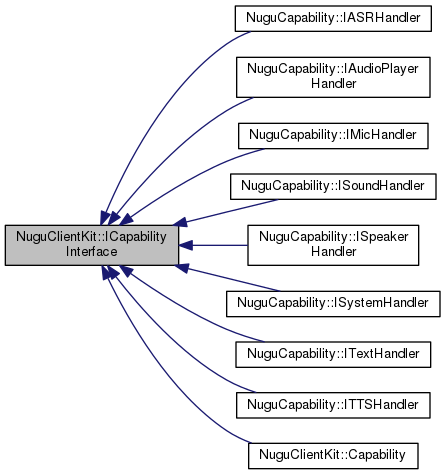 NuguCapability::IASRHandler
NuguCapability::IAudioPlayer
Handler
NuguCapability::IMicHandler
NuguCapability::ISoundHandler
NuguClientKit::ICapability
Interface
NuguCapability::ISpeaker
Handler
NuguCapability::ISystemHandler
NuguCapability::ITextHandler
NuguCapability::ITTSHandler
NuguClientKit::Capability